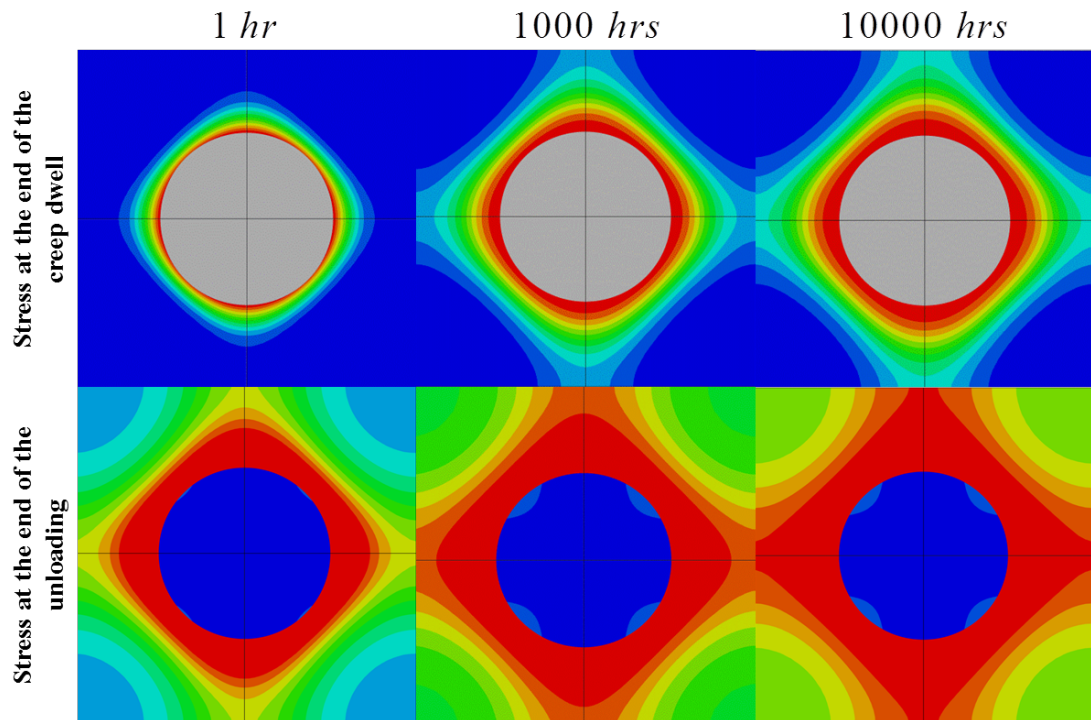 1 hr
1000 hrs
10000 hrs
Stress at the end of the
creep dwell
Stress at the end of the
unloading